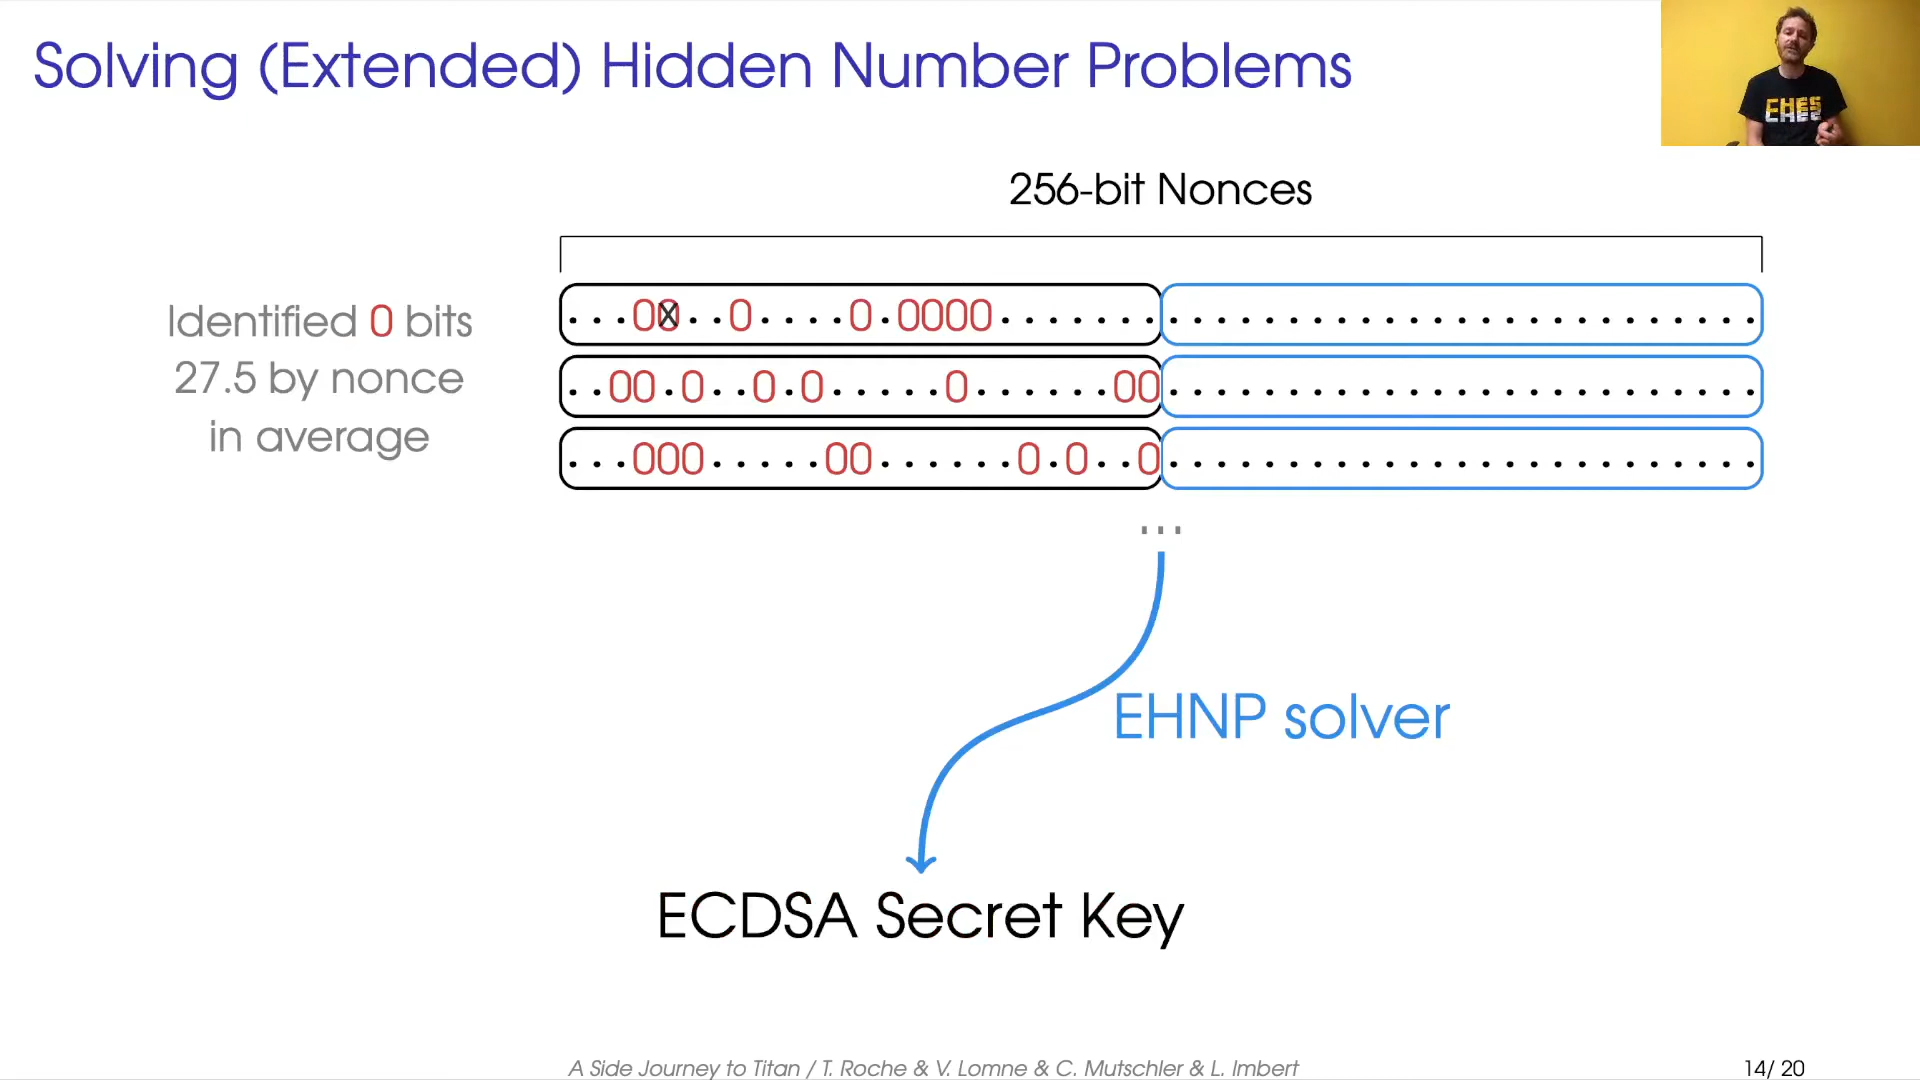 Solving (Extended) Hidden Number Problems
CHES
256-bit Nonces
Identified 0 bits
27.5 by nonce
in average
...0X..0....0.0000................................
..00.0..0.0.....0......00.........................
...000.....00......0.0..0.........................
...
EHNP solver
ECDSA Secret Key
A Side Journey to Titan / T. Roche & V. Lomne & C. Mutschler & L. Imbert
14/ 20